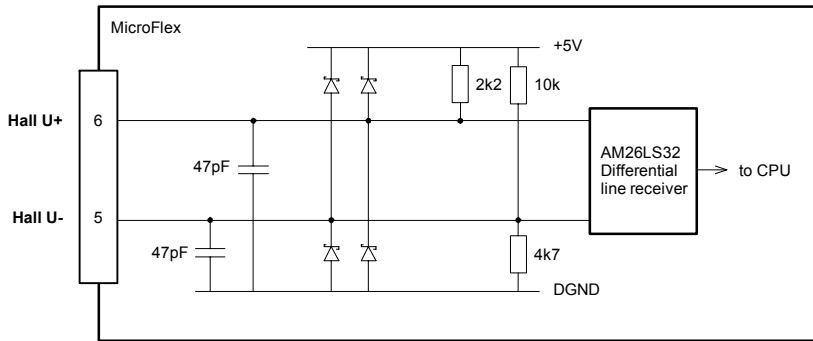 MicroFlex
+5V
2k2
10k
Hall U+
6
AM26LS32
Differential
line receiver
to CPU
47pF
Hall U-
5
47pF
4k7
DGND